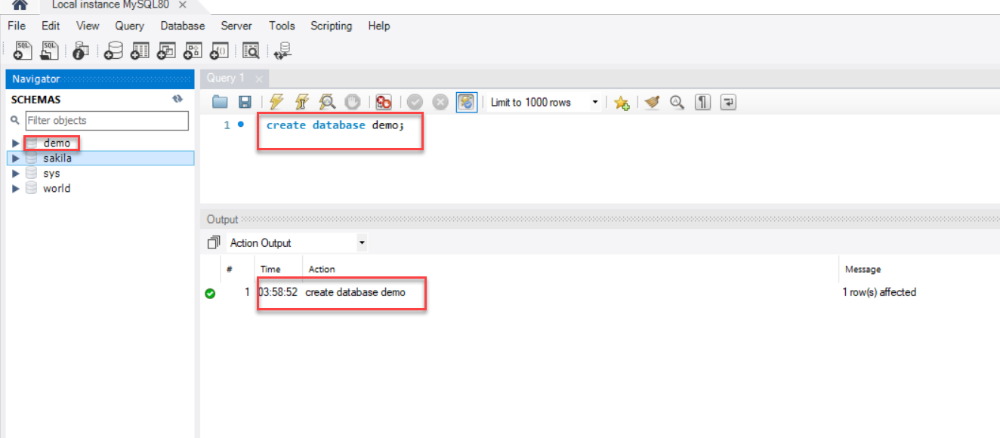 Local instance MySQL80
File Edit View Query Database Server Tools Scripting Help
Navigator
SCHEMAS
Filter objects
demo
sakila
sys
world
Query 1
Limit to 1000 rows
1 create database demo;
Output
Action Output
# Time Action Message
1 03:58:52 create database demo 1 row(s) affected